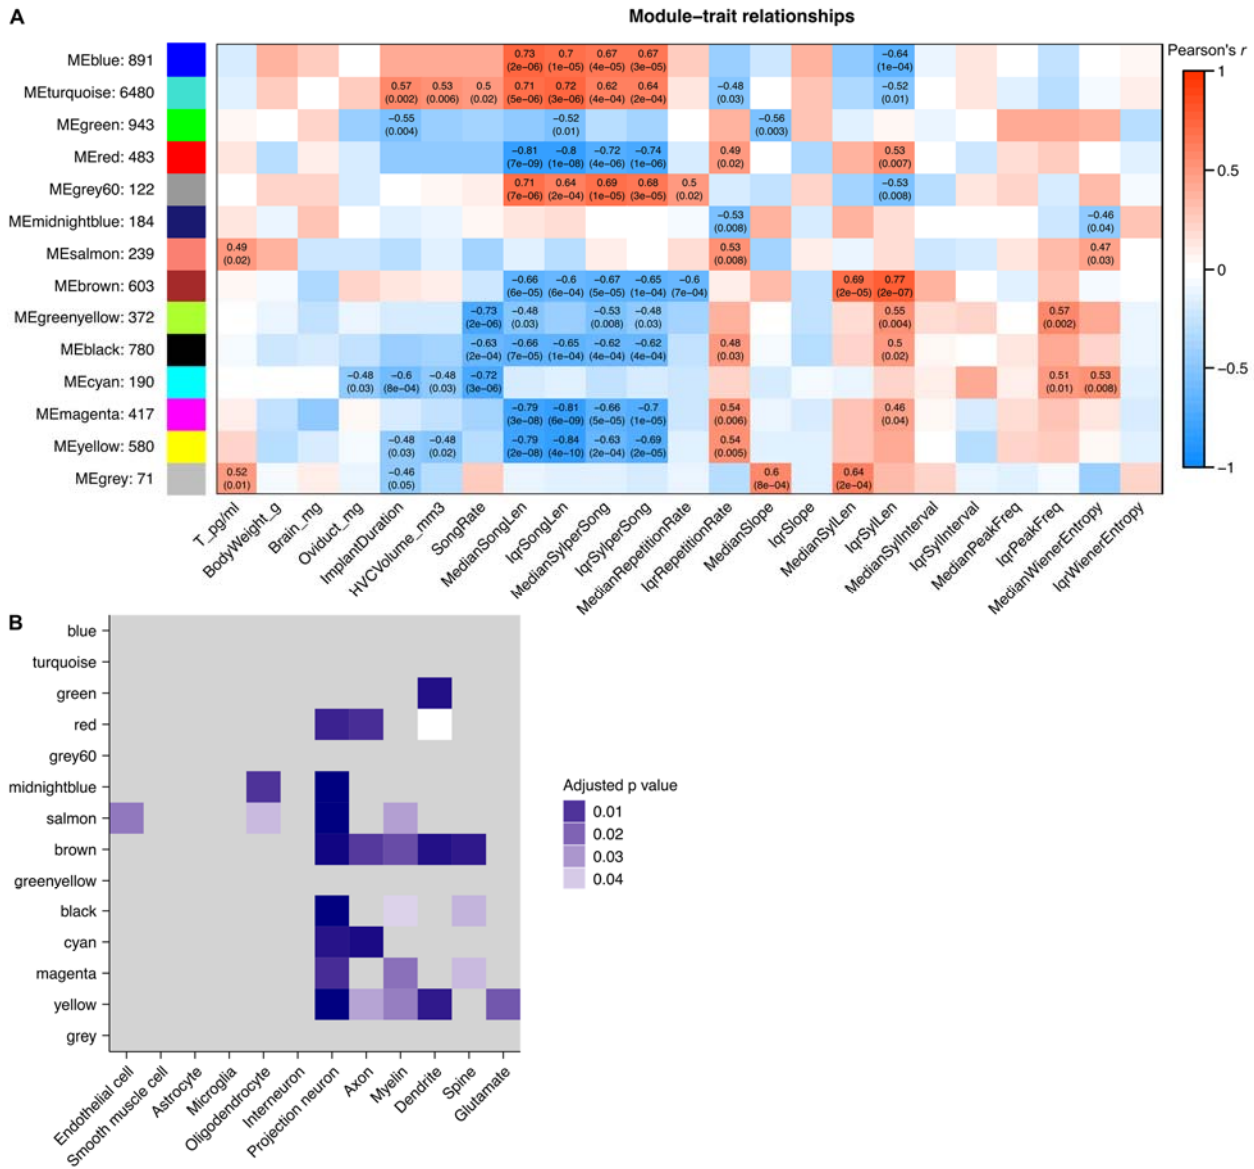 A
Module−trait relationships
Pearson's r
MEblue: 891
0.73 0.7 0.67 0.67 −0.64
(2e−06) (1e−05) (4e−05) (3e−05) (1e−04)
MEturquoise: 6480
0.57 0.53 0.5 0.71 0.72 0.62 0.64 −0.48 −0.52
(0.002) (0.006) (0.02) (5e−06) (3e−06) (4e−04) (2e−04) (0.03) (0.01)
MEgreen: 943
−0.55 −0.52 −0.56
(0.004) (0.01) (0.003)
MEred: 483
−0.81 −0.8 −0.72 −0.74 0.49 0.53
(7e−09) (1e−08) (4e−06) (1e−06) (0.02) (0.007)
MEgrey60: 122
0.71 0.64 0.69 0.68 0.5 −0.53
(7e−06) (2e−04) (1e−05) (3e−05) (0.02) (0.008)
MEmidnightblue: 184
−0.53 −0.46
(0.008) (0.04)
MEsalmon: 239
0.49 0.53 0.47
(0.02) (0.008) (0.03)
MEbrown: 603
−0.66 −0.6 −0.67 −0.65 −0.6 0.69 0.77
(6e−05) (6e−04) (5e−05) (1e−04) (7e−04) (2e−05) (2e−07)
MEgreenyellow: 372
−0.73 −0.48 −0.53 −0.48 0.55 0.57
(2e−06) (0.03) (0.008) (0.03) (0.004) (0.002)
MEblack: 780
−0.63 −0.66 −0.65 −0.62 −0.62 0.48 0.5
(2e−04) (7e−05) (1e−04) (4e−04) (4e−04) (0.03) (0.02)
MEcyan: 190
−0.48 −0.6 −0.48 −0.72 0.51 0.53
(0.03) (8e−04) (0.03) (3e−06) (0.01) (0.008)
MEmagenta: 417
−0.79 −0.81 −0.66 −0.7 0.54 0.46
(3e−08) (6e−09) (5e−05) (1e−05) (0.006) (0.04)
MEyellow: 580
−0.48 −0.48 −0.79 −0.84 −0.63 −0.69 0.54
(0.03) (0.02) (2e−08) (4e−10) (2e−04) (2e−05) (0.005)
MEgrey: 71
0.52 −0.46 0.6 0.64
(0.01) (0.05) (8e−04) (2e−04)
1
0.5
0
−0.5
−1
T_pg/ml
BodyWeight_g
Brain_mg
Oviduct_mg
ImplantDuration
HVCVolume_mm3
SongRate
MedianSongLen
IqrSongLen
MedianSylperSong
IqrSylperSong
MedianRepetitionRate
IqrRepetitionRate
MedianSlope
IqrSlope
MedianSylLen
IqrSylLen
MedianSylInterval
IqrSylInterval
MedianPeakFreq
IqrPeakFreq
MedianWienerEntropy
IqrWienerEntropy
B
blue
turquoise
green
red
grey60
midnightblue
salmon
brown
greenyellow
black
cyan
magenta
yellow
grey
Endothelial cell
Smooth muscle cell
Astrocyte
Microglia
Oligodendrocyte
Interneuron
Projection neuron
Axon
Myelin
Dendrite
Spine
Glutamate
Adjusted p value
0.01
0.02
0.03
0.04